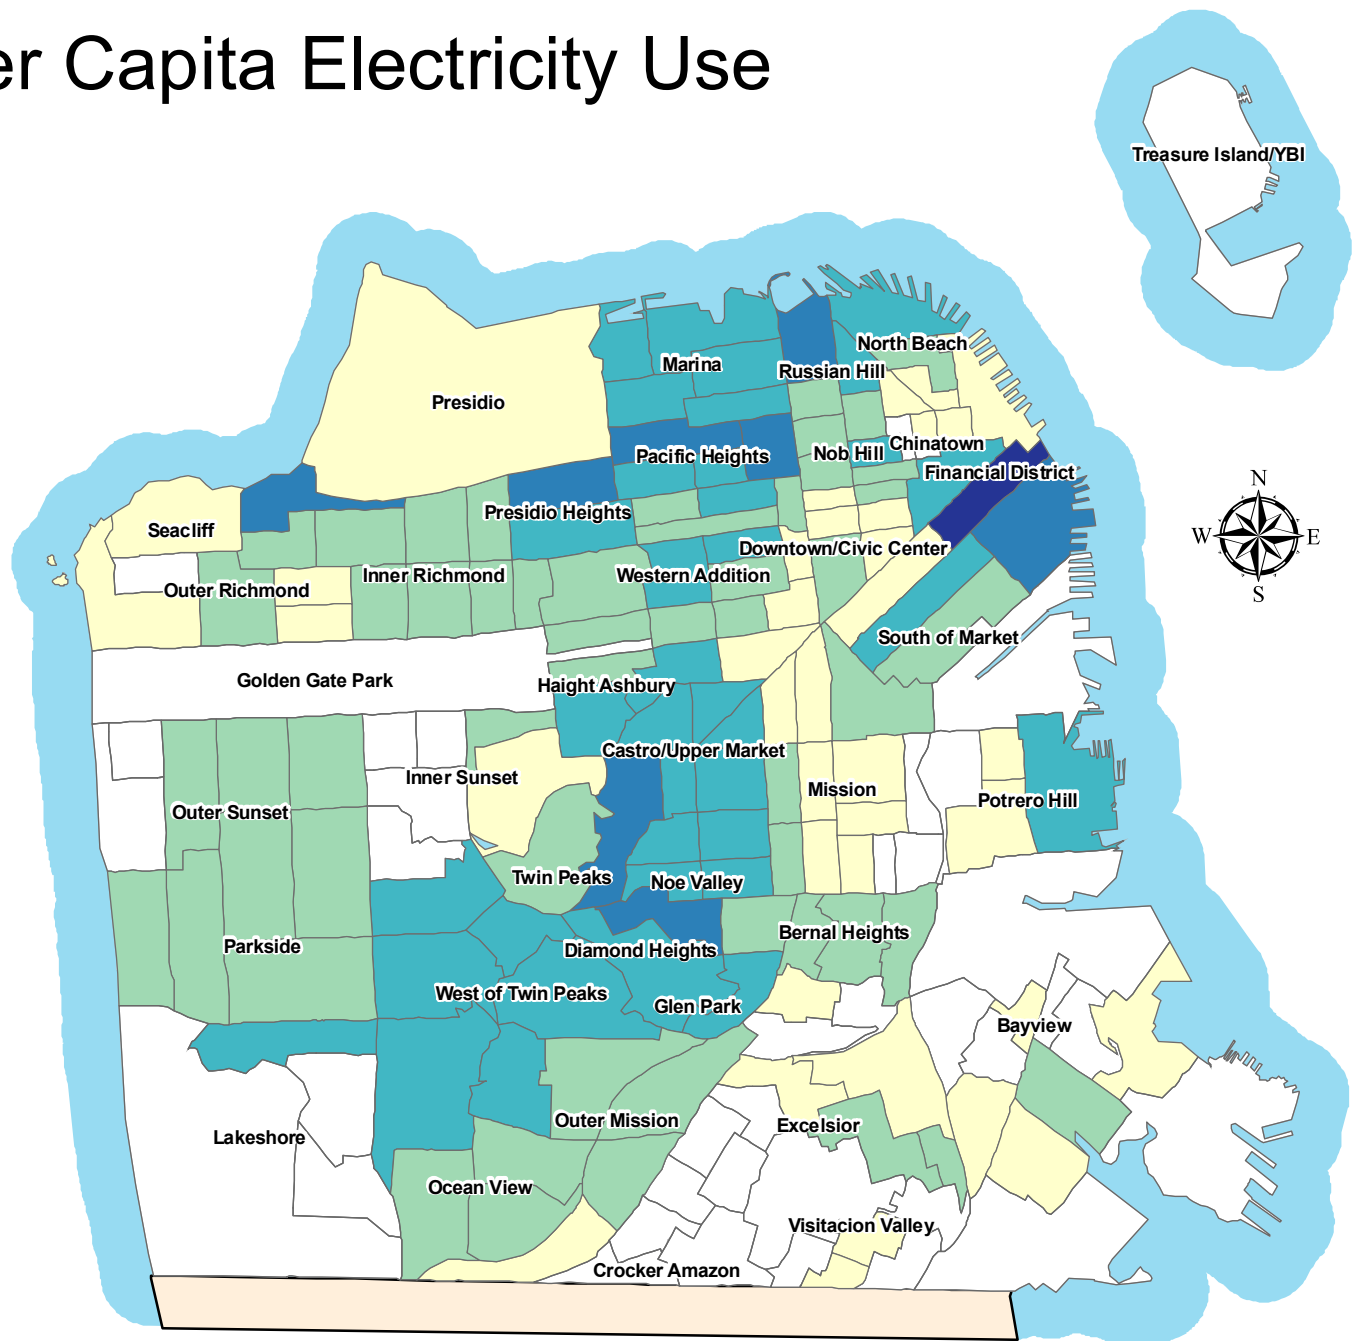 er Capita Electricity Use
Treasure Island/YBI
North Beach
Marina
Russian Hill
Presidio
Chinatown
Nob Hill
Pacific Heights
Financial District
N
Presidio Heights
Seacliff
W
E
Downtown/Civic Center
Inner Richmond
Western Addition
Outer Richmond
S
South of Market
Golden Gate Park
Haight Ashbury
Castro/Upper Market
Inner Sunset
Mission
Potrero Hill
Outer Sunset
Twin Peaks
Noe Valley
Bernal Heights
Parkside
Diamond Heights
West of Twin Peaks
Glen Park
Bayview
Outer Mission
Excelsior
Lakeshore
Ocean View
Visitacion Valley
Crocker Amazon